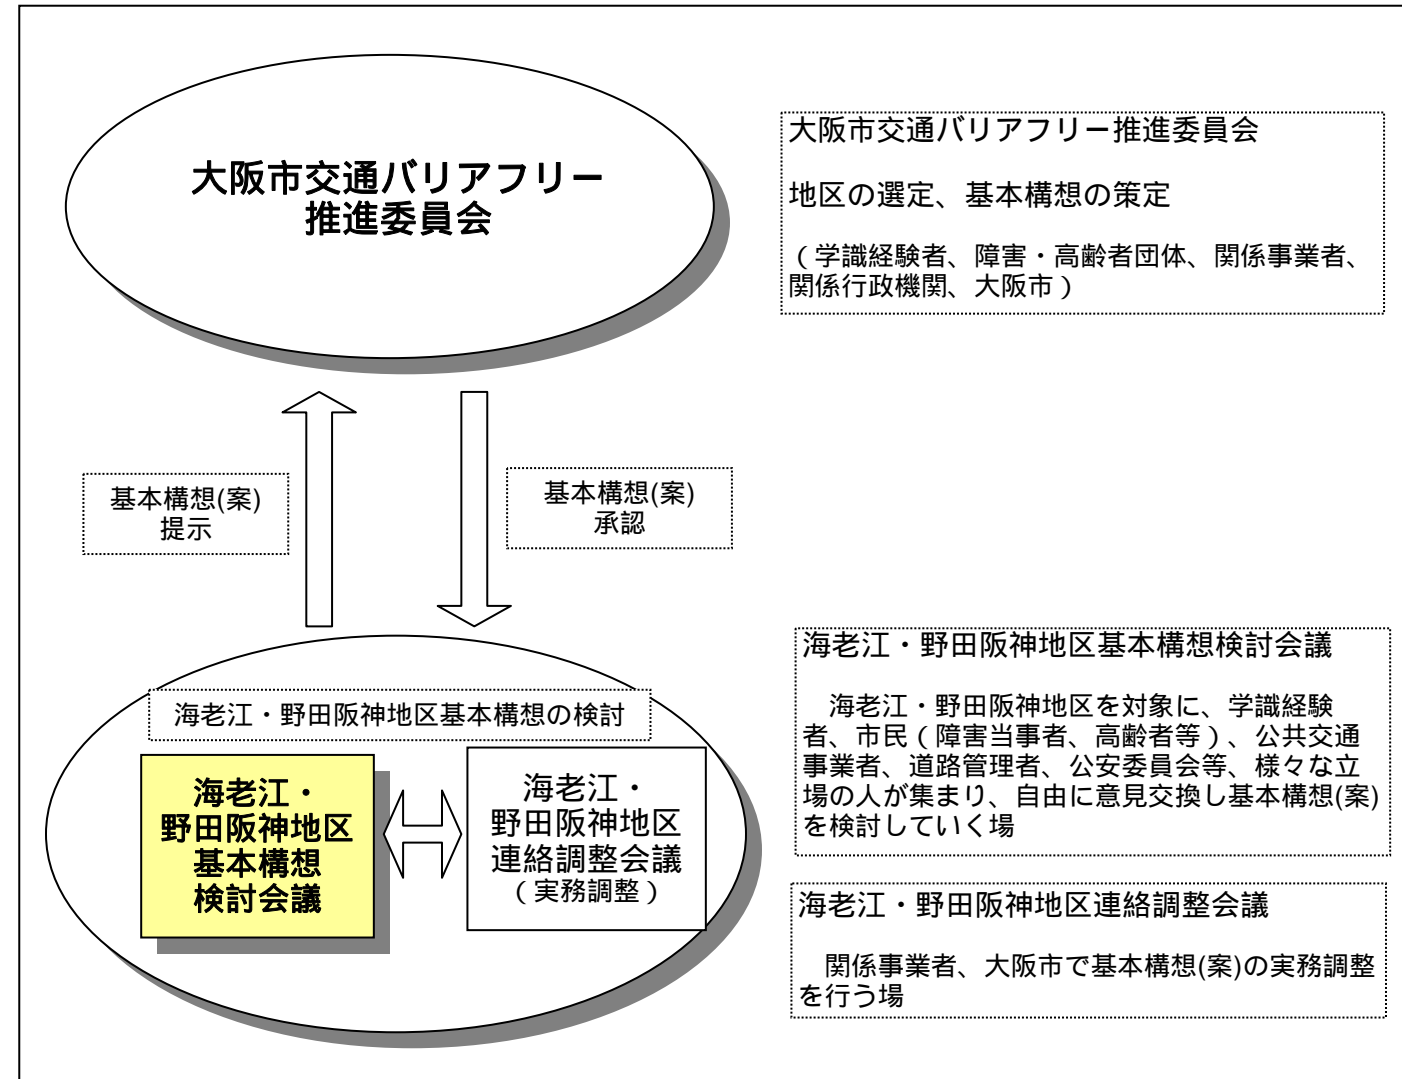 大阪市交通バリアフリー
推進委員会
大阪市交通バリアフリー推進委員会
地区の選定、基本構想の策定
（学識経験者、障害・高齢者団体、関係事業者、
関係行政機関、大阪市）
基本構想(案)
提示
基本構想(案)
承認
海老江・野田阪神地区基本構想の検討
海老江・
野田阪神地区
基本構想
検討会議
海老江・
野田阪神地区
連絡調整会議
（実務調整）
海老江・野田阪神地区基本構想検討会議
海老江・野田阪神地区を対象に、学識経験
者、市民（障害当事者、高齢者等）、公共交通
事業者、道路管理者、公安委員会等、様々な立
場の人が集まり、自由に意見交換し基本構想(案)
を検討していく場
海老江・野田阪神地区連絡調整会議
関係事業者、大阪市で基本構想(案)の実務調整
を行う場